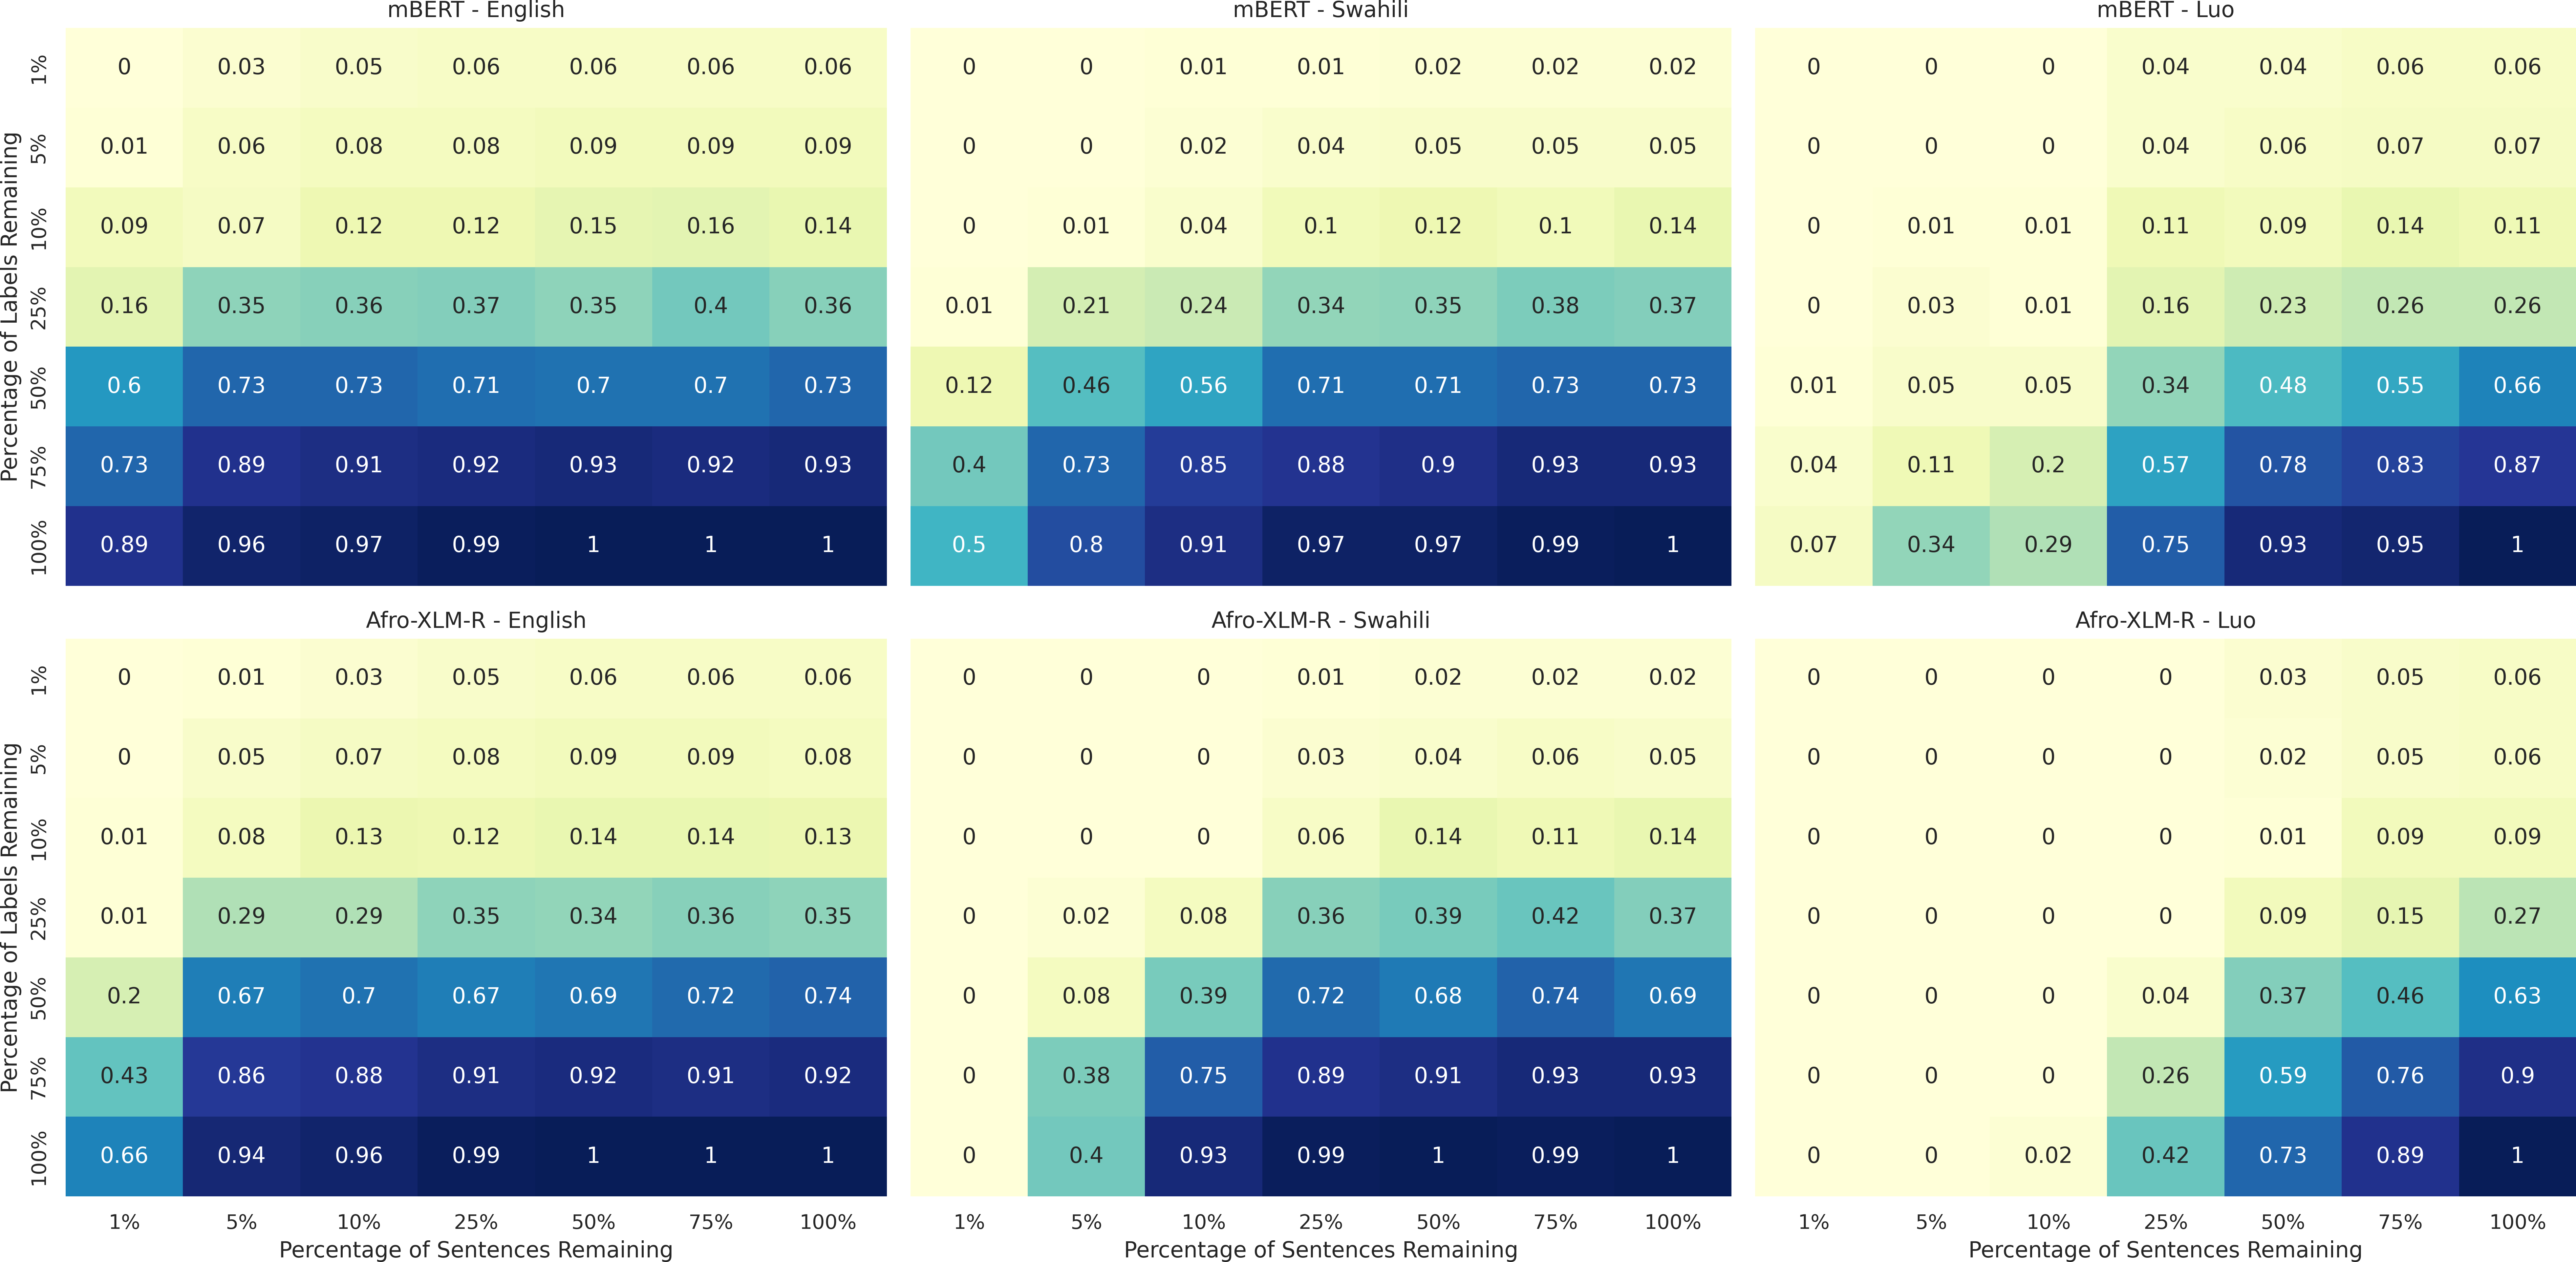 mBERT - English
mBERT - Swahili
mBERT - Luo
Percentage of Labels Remaining
1% 0 0.03 0.05 0.06 0.06 0.06 0.06 0 0 0.01 0.01 0.02 0.02 0.02 0 0 0 0.04 0.04 0.06 0.06
5% 0.01 0.06 0.08 0.08 0.09 0.09 0.09 0 0 0.02 0.04 0.05 0.05 0.05 0 0 0 0.04 0.06 0.07 0.07
10% 0.09 0.07 0.12 0.12 0.15 0.16 0.14 0 0.01 0.04 0.1 0.12 0.1 0.14 0 0.01 0.01 0.11 0.09 0.14 0.11
25% 0.16 0.35 0.36 0.37 0.35 0.4 0.36 0.01 0.21 0.24 0.34 0.35 0.38 0.37 0 0.03 0.01 0.16 0.23 0.26 0.26
50% 0.6 0.73 0.73 0.71 0.7 0.7 0.73 0.12 0.46 0.56 0.71 0.71 0.73 0.73 0.01 0.05 0.05 0.34 0.48 0.55 0.66
75% 0.73 0.89 0.91 0.92 0.93 0.92 0.93 0.4 0.73 0.85 0.88 0.9 0.93 0.93 0.04 0.11 0.2 0.57 0.78 0.83 0.87
100% 0.89 0.96 0.97 0.99 1 1 1 0.5 0.8 0.91 0.97 0.97 0.99 1 0.07 0.34 0.29 0.75 0.93 0.95 1
Afro-XLM-R - English
Afro-XLM-R - Swahili
Afro-XLM-R - Luo
Percentage of Labels Remaining
1% 0 0.01 0.03 0.05 0.06 0.06 0.06 0 0 0 0.01 0.02 0.02 0.02 0 0 0 0 0.03 0.05 0.06
5% 0 0.05 0.07 0.08 0.09 0.09 0.08 0 0 0 0.03 0.04 0.06 0.05 0 0 0 0 0.02 0.05 0.06
10% 0.01 0.08 0.13 0.12 0.14 0.14 0.13 0 0 0 0.06 0.14 0.11 0.14 0 0 0 0 0.01 0.09 0.09
25% 0.01 0.29 0.29 0.35 0.34 0.36 0.35 0 0.02 0.08 0.36 0.39 0.42 0.37 0 0 0 0 0.09 0.15 0.27
50% 0.2 0.67 0.7 0.67 0.69 0.72 0.74 0 0.08 0.39 0.72 0.68 0.74 0.69 0 0 0 0.04 0.37 0.46 0.63
75% 0.43 0.86 0.88 0.91 0.92 0.91 0.92 0 0.38 0.75 0.89 0.91 0.93 0.93 0 0 0 0.26 0.59 0.76 0.9
100% 0.66 0.94 0.96 0.99 1 1 1 0 0.4 0.93 0.99 1 0.99 1 0 0 0.02 0.42 0.73 0.89 1
1% 5% 10% 25% 50% 75% 100% 1% 5% 10% 25% 50% 75% 100% 1% 5% 10% 25% 50% 75% 100%
Percentage of Sentences Remaining
Percentage of Sentences Remaining
Percentage of Sentences Remaining